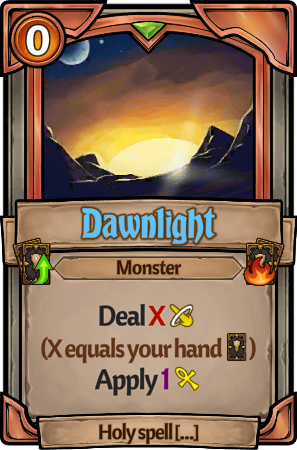 0
Dawnlight
Monster
Deal X
(X equals your hand )
Apply 1
Holy spell [...]